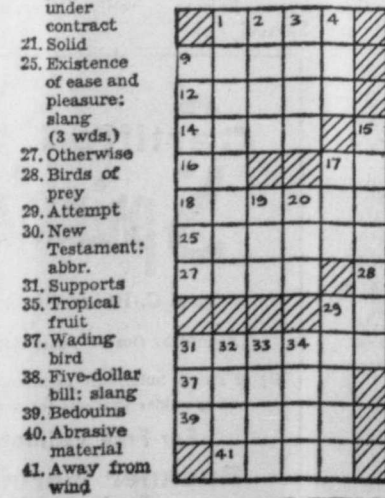 under
contract
21. Solid
25. Existence
of ease and
pleasure:
slang
(3 wds.)
27. Otherwise
28. Birds of
prey
29. Attempt
30. New
Testament:
abbr.
31. Supports
35. Tropical
fruit
37. Wading
bird
38. Five-dollar
bill: slang
39. Bedouins
40. Abrasive
material
41. Away from
wind
1 2 3 4
9
12
14 15
16 17
18 19 20
25
27 28
29
31 32 33 34
37
39
41